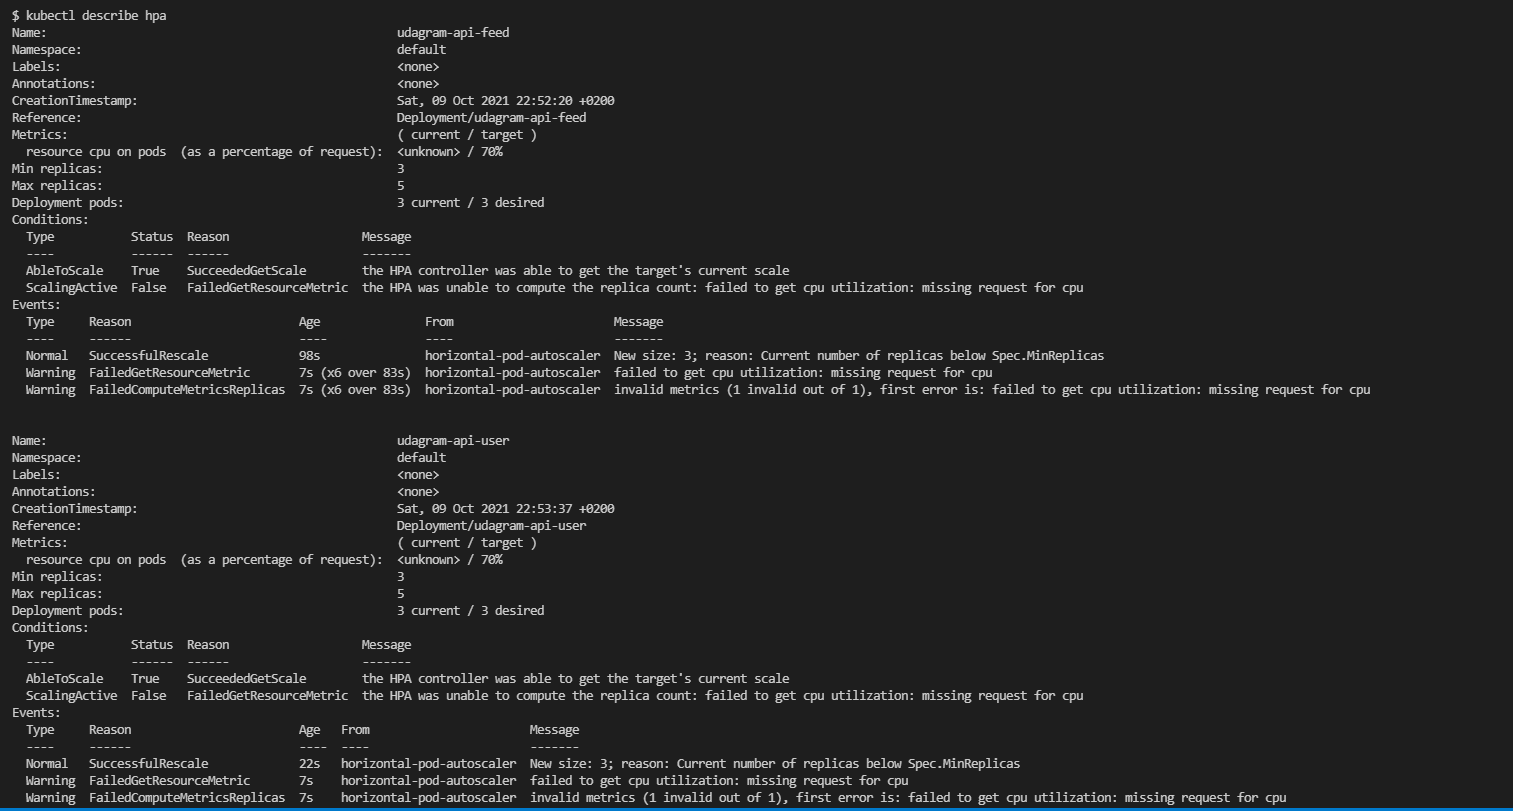 $ kubectl describe hpa
Name:                                                  udagram-api-feed
Namespace:                                             default
Labels:                                                <none>
Annotations:                                           <none>
CreationTimestamp:                                     Sat, 09 Oct 2021 22:52:20 +0200
Reference:                                             Deployment/udagram-api-feed
Metrics:                                               ( current / target )
  resource cpu on pods  (as a percentage of request):  <unknown> / 70%
Min replicas:                                          3
Max replicas:                                          5
Deployment pods:                                       3 current / 3 desired
Conditions:
  Type           Status  Reason                   Message
  ----           ------  ------                   -------
  AbleToScale    True    SucceededGetScale        the HPA controller was able to get the target's current scale
  ScalingActive  False   FailedGetResourceMetric  the HPA was unable to compute the replica count: failed to get cpu utilization: missing request for cpu
Events:
  Type     Reason                        Age               From                       Message
  ----     ------                        ----              ----                       -------
  Normal   SuccessfulRescale             98s               horizontal-pod-autoscaler  New size: 3; reason: Current number of replicas below Spec.MinReplicas
  Warning  FailedGetResourceMetric       7s (x6 over 83s)  horizontal-pod-autoscaler  failed to get cpu utilization: missing request for cpu
  Warning  FailedComputeMetricsReplicas  7s (x6 over 83s)  horizontal-pod-autoscaler  invalid metrics (1 invalid out of 1), first error is: failed to get cpu utilization: missing request for cpu
Name:                                                  udagram-api-user
Namespace:                                             default
Labels:                                                <none>
Annotations:                                           <none>
CreationTimestamp:                                     Sat, 09 Oct 2021 22:53:37 +0200
Reference:                                             Deployment/udagram-api-user
Metrics:                                               ( current / target )
  resource cpu on pods  (as a percentage of request):  <unknown> / 70%
Min replicas:                                          3
Max replicas:                                          5
Deployment pods:                                       3 current / 3 desired
Conditions:
  Type           Status  Reason                   Message
  ----           ------  ------                   -------
  AbleToScale    True    SucceededGetScale        the HPA controller was able to get the target's current scale
  ScalingActive  False   FailedGetResourceMetric  the HPA was unable to compute the replica count: failed to get cpu utilization: missing request for cpu
Events:
  Type     Reason                        Age   From                       Message
  ----     ------                        ----  ----                       -------
  Normal   SuccessfulRescale             22s   horizontal-pod-autoscaler  New size: 3; reason: Current number of replicas below Spec.MinReplicas
  Warning  FailedGetResourceMetric       7s    horizontal-pod-autoscaler  failed to get cpu utilization: missing request for cpu
  Warning  FailedComputeMetricsReplicas  7s    horizontal-pod-autoscaler  invalid metrics (1 invalid out of 1), first error is: failed to get cpu utilization: missing request for cpu